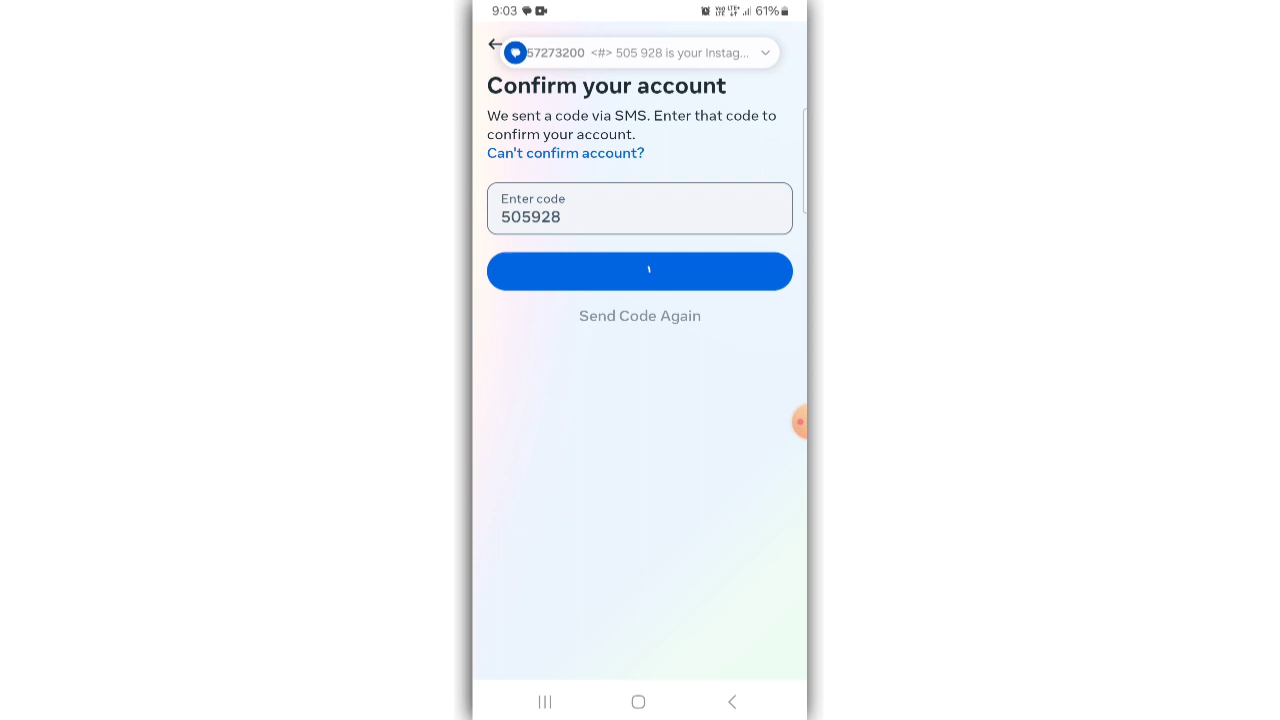 9:03 61%
57273200 <#> 505 928 is your Instag...
Confirm your account
We sent a code via SMS. Enter that code to
confirm your account.
Can't confirm account?
Enter code
505928
Send Code Again